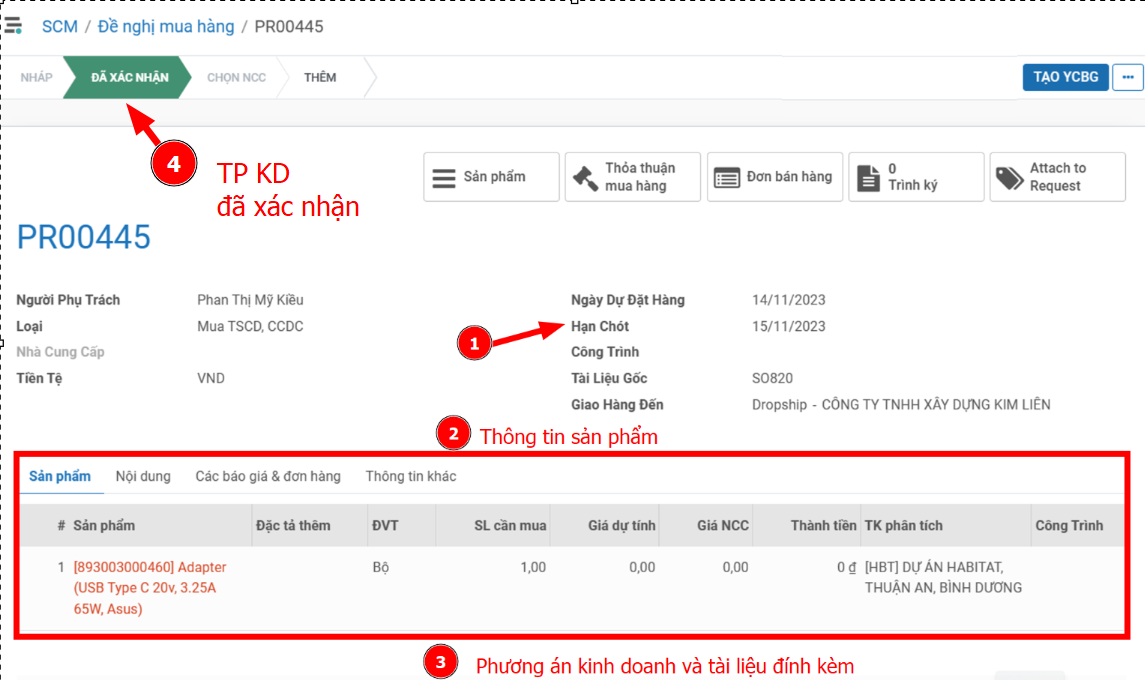 SCM / Đề nghị mua hàng / PR00445
NHÁP ĐÃ XÁC NHẬN CHỌN NCC THÊM TẠO YCBG ...
4 TP KD
đã xác nhận
Sản phẩm
Thỏa thuận
mua hàng
Đơn bán hàng
0
Trình ký
Attach to
Request
PR00445
Người Phụ Trách Phan Thị Mỹ Kiều
Loại Mua TSCD, CCDC
Nhà Cung Cấp
Tiền Tệ VND
Ngày Dự Đặt Hàng 14/11/2023
1 Hạn Chót 15/11/2023
Công Trình
Tài Liệu Gốc SO820
Giao Hàng Đến Dropship - CÔNG TY TNHH XÂY DỰNG KIM LIÊN
2 Thông tin sản phẩm
Sản phẩm Nội dung Các báo giá & đơn hàng Thông tin khác
# Sản phẩm Đặc tả thêm ĐVT SL cần mua Giá dự tính Giá NCC Thành tiền TK phân tích Công Trình
1 [893003000460] Adapter Bộ 1,00 0,00 0,00 0 ₫ [HBT] DỰ ÁN HABITAT,
(USB Type C 20v, 3.25A THUẬN AN, BÌNH DƯƠNG
65W, Asus)
3 Phương án kinh doanh và tài liệu đính kèm